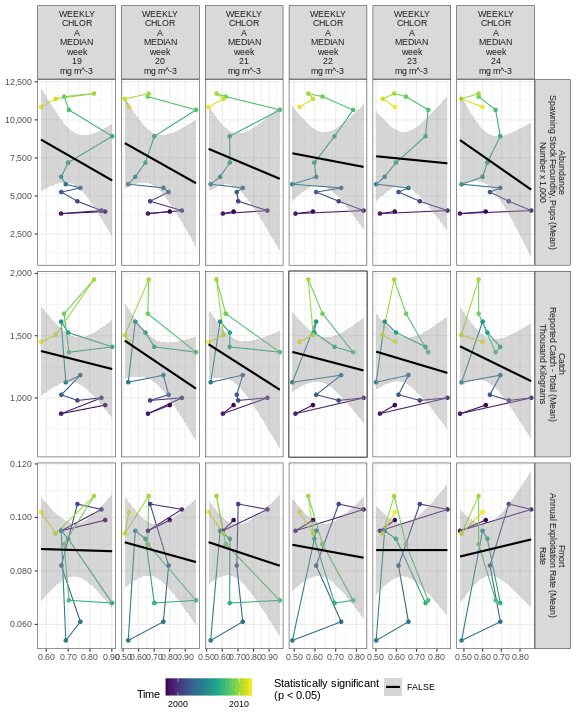 WEEKLY
CHLOR
A
MEDIAN
week
19
mg m^-3
WEEKLY
CHLOR
A
MEDIAN
week
20
mg m^-3
WEEKLY
CHLOR
A
MEDIAN
week
21
mg m^-3
WEEKLY
CHLOR
A
MEDIAN
week
22
mg m^-3
WEEKLY
CHLOR
A
MEDIAN
week
23
mg m^-3
WEEKLY
CHLOR
A
MEDIAN
week
24
mg m^-3
12,500
10,000
7,500
5,000
2,500
Abundance
Spawning Stock Fecundity, Pups (Mean)
Number x 1,000
2,000
1,500
1,000
Catch
Reported Catch - Total (Mean)
Thousand Kilograms
0.120
0.100
0.080
0.060
Fmort
Annual Exploitation Rate (Mean)
Rate
0.60 0.70 0.80 0.90
0.50 0.60 0.70 0.80 0.90
0.50 0.60 0.70 0.80 0.90
0.50 0.60 0.70 0.80
0.50 0.60 0.70 0.80
0.50 0.60 0.70 0.80
Time
2000 2010
Statistically significant
(p < 0.05)
FALSE